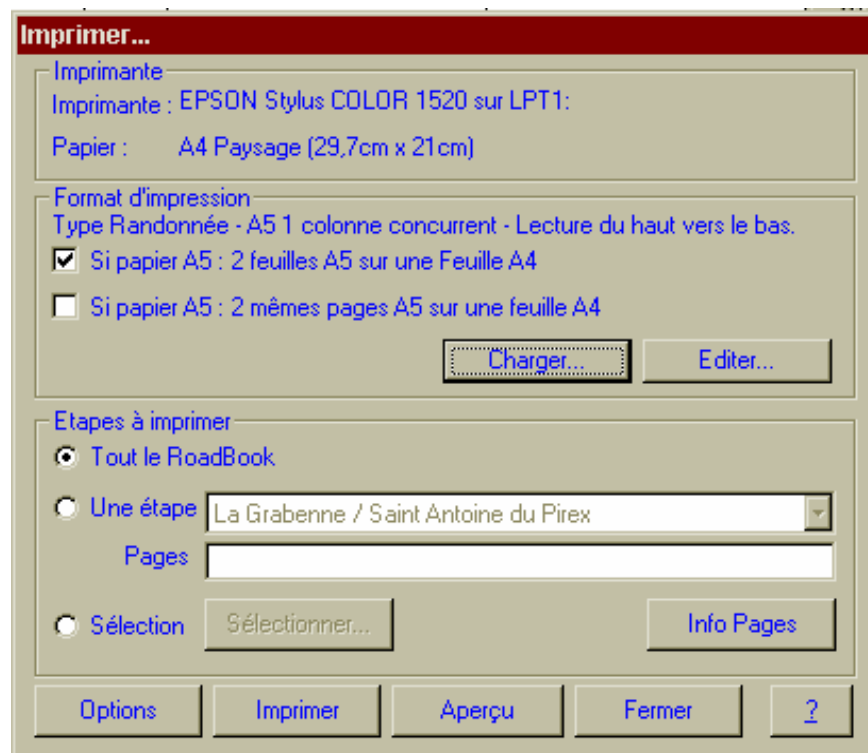 Imprimer...
Imprimante
Imprimante : EPSON Stylus COLOR 1520 sur LPT1:
Papier : A4 Paysage (29,7cm x 21cm)
Format d'impression
Type Randonnée - A5 1 colonne concurrent - Lecture du haut vers le bas.
Si papier A5 : 2 feuilles A5 sur une Feuille A4
Si papier A5 : 2 mêmes pages A5 sur une feuille A4
Charger... Editer...
Etapes à imprimer
Tout le RoadBook
Une étape La Grabenne / Saint Antoine du Pirex
Pages
Sélection Sélectionner... Info Pages
Options Imprimer Aperçu Fermer ?